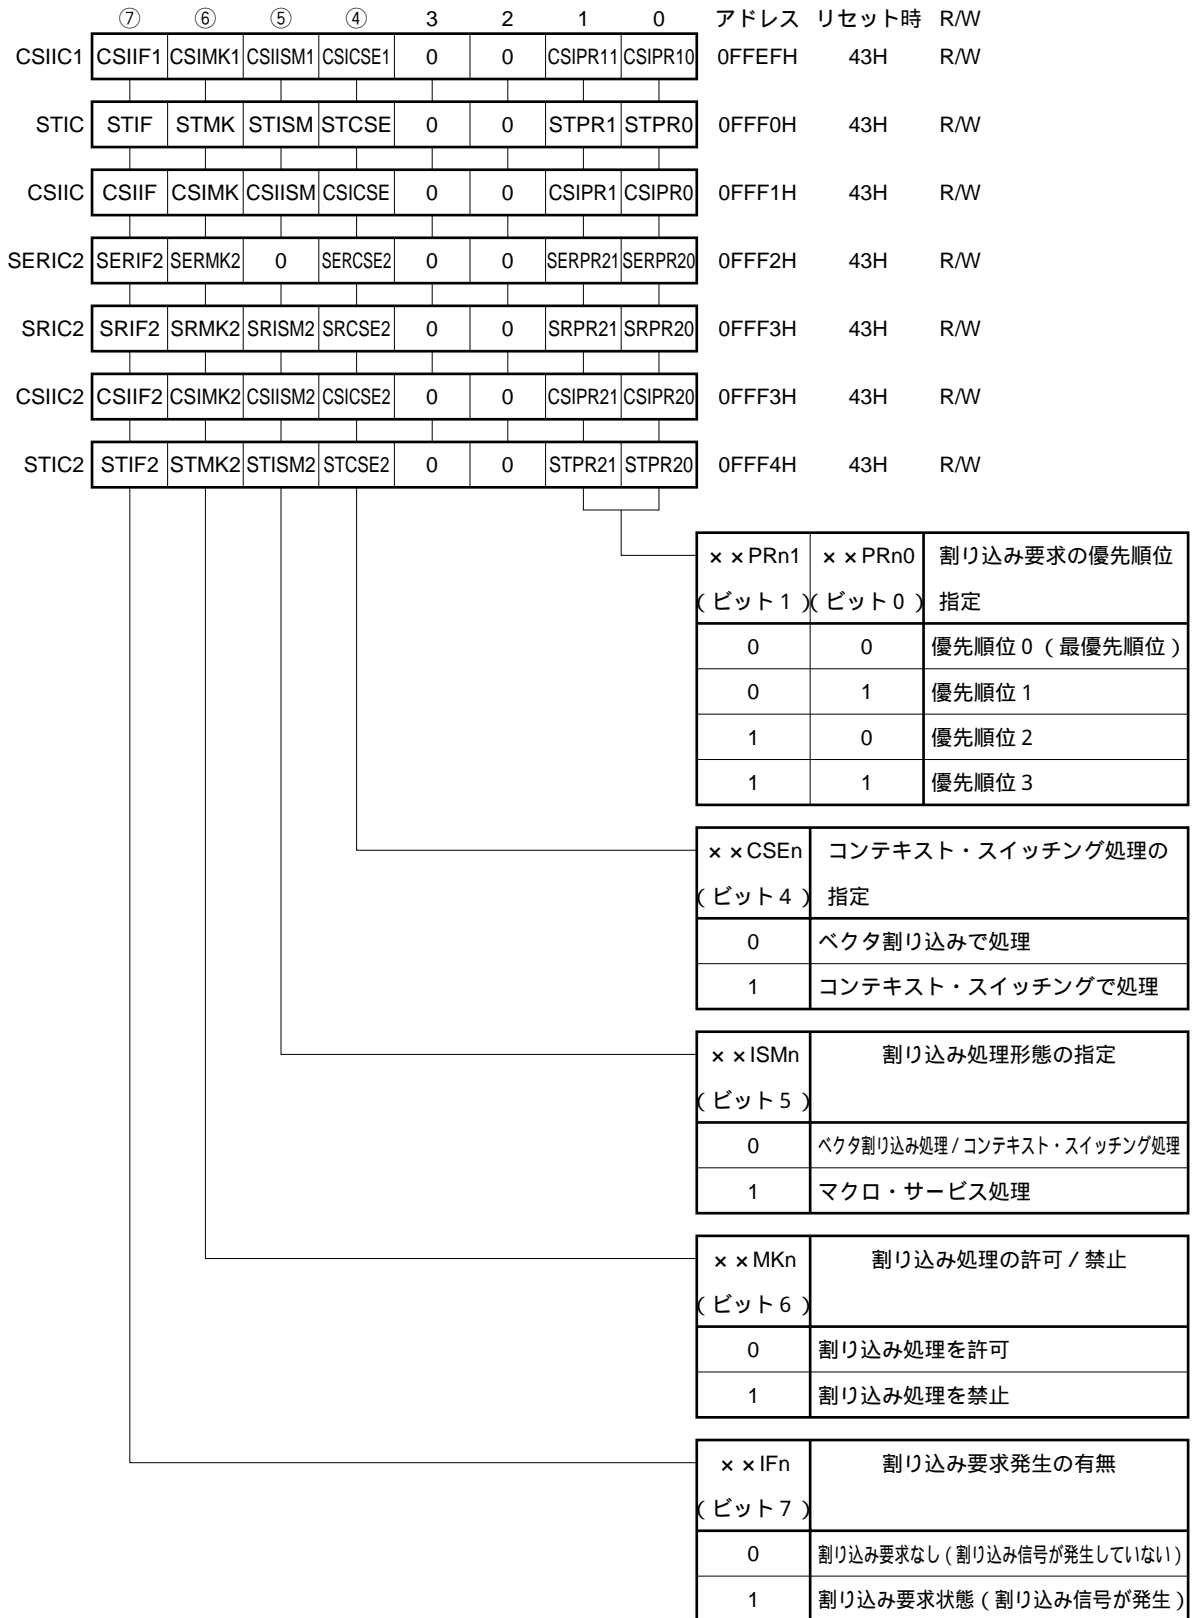 ⑦ ⑥ ⑤ ④ 3 2 1 0 アドレス リセット時 R/W
CSIIC1 CSIIF1 CSIMK1 CSIISM1 CSICSE1 0 0 CSIPR11 CSIPR10 0FFEFH 43H R/W
STIC STIF STMK STISM STCSE 0 0 STPR1 STPR0 0FFF0H 43H R/W
CSIIC CSIIF CSIMK CSIISM CSICSE 0 0 CSIPR1 CSIPR0 0FFF1H 43H R/W
SERIC2 SERIF2 SERMK2 0 SERCSE2 0 0 SERPR21 SERPR20 0FFF2H 43H R/W
SRIC2 SRIF2 SRMK2 SRISM2 SRCSE2 0 0 SRPR21 SRPR20 0FFF3H 43H R/W
CSIIC2 CSIIF2 CSIMK2 CSIISM2 CSICSE2 0 0 CSIPR21 CSIPR20 0FFF3H 43H R/W
STIC2 STIF2 STMK2 STISM2 STCSE2 0 0 STPR21 STPR20 0FFF4H 43H R/W
××PRn1 ××PRn0 割り込み要求の優先順位
(ビット1) (ビット0) 指定
0 0 優先順位0(最優先順位)
0 1 優先順位1
1 0 優先順位2
1 1 優先順位3
××CSEn コンテキスト・スイッチング処理の
(ビット4) 指定
0 ベクタ割り込みで処理
1 コンテキスト・スイッチングで処理
××ISMn 割り込み処理形態の指定
(ビット5)
0 ベクタ割り込み処理/コンテキスト・スイッチング処理
1 マクロ・サービス処理
××MKn 割り込み処理の許可/禁止
(ビット6)
0 割り込み処理を許可
1 割り込み処理を禁止
××IFn 割り込み要求発生の有無
(ビット7)
0 割り込み要求なし(割り込み信号が発生していない)
1 割り込み要求状態(割り込み信号が発生)